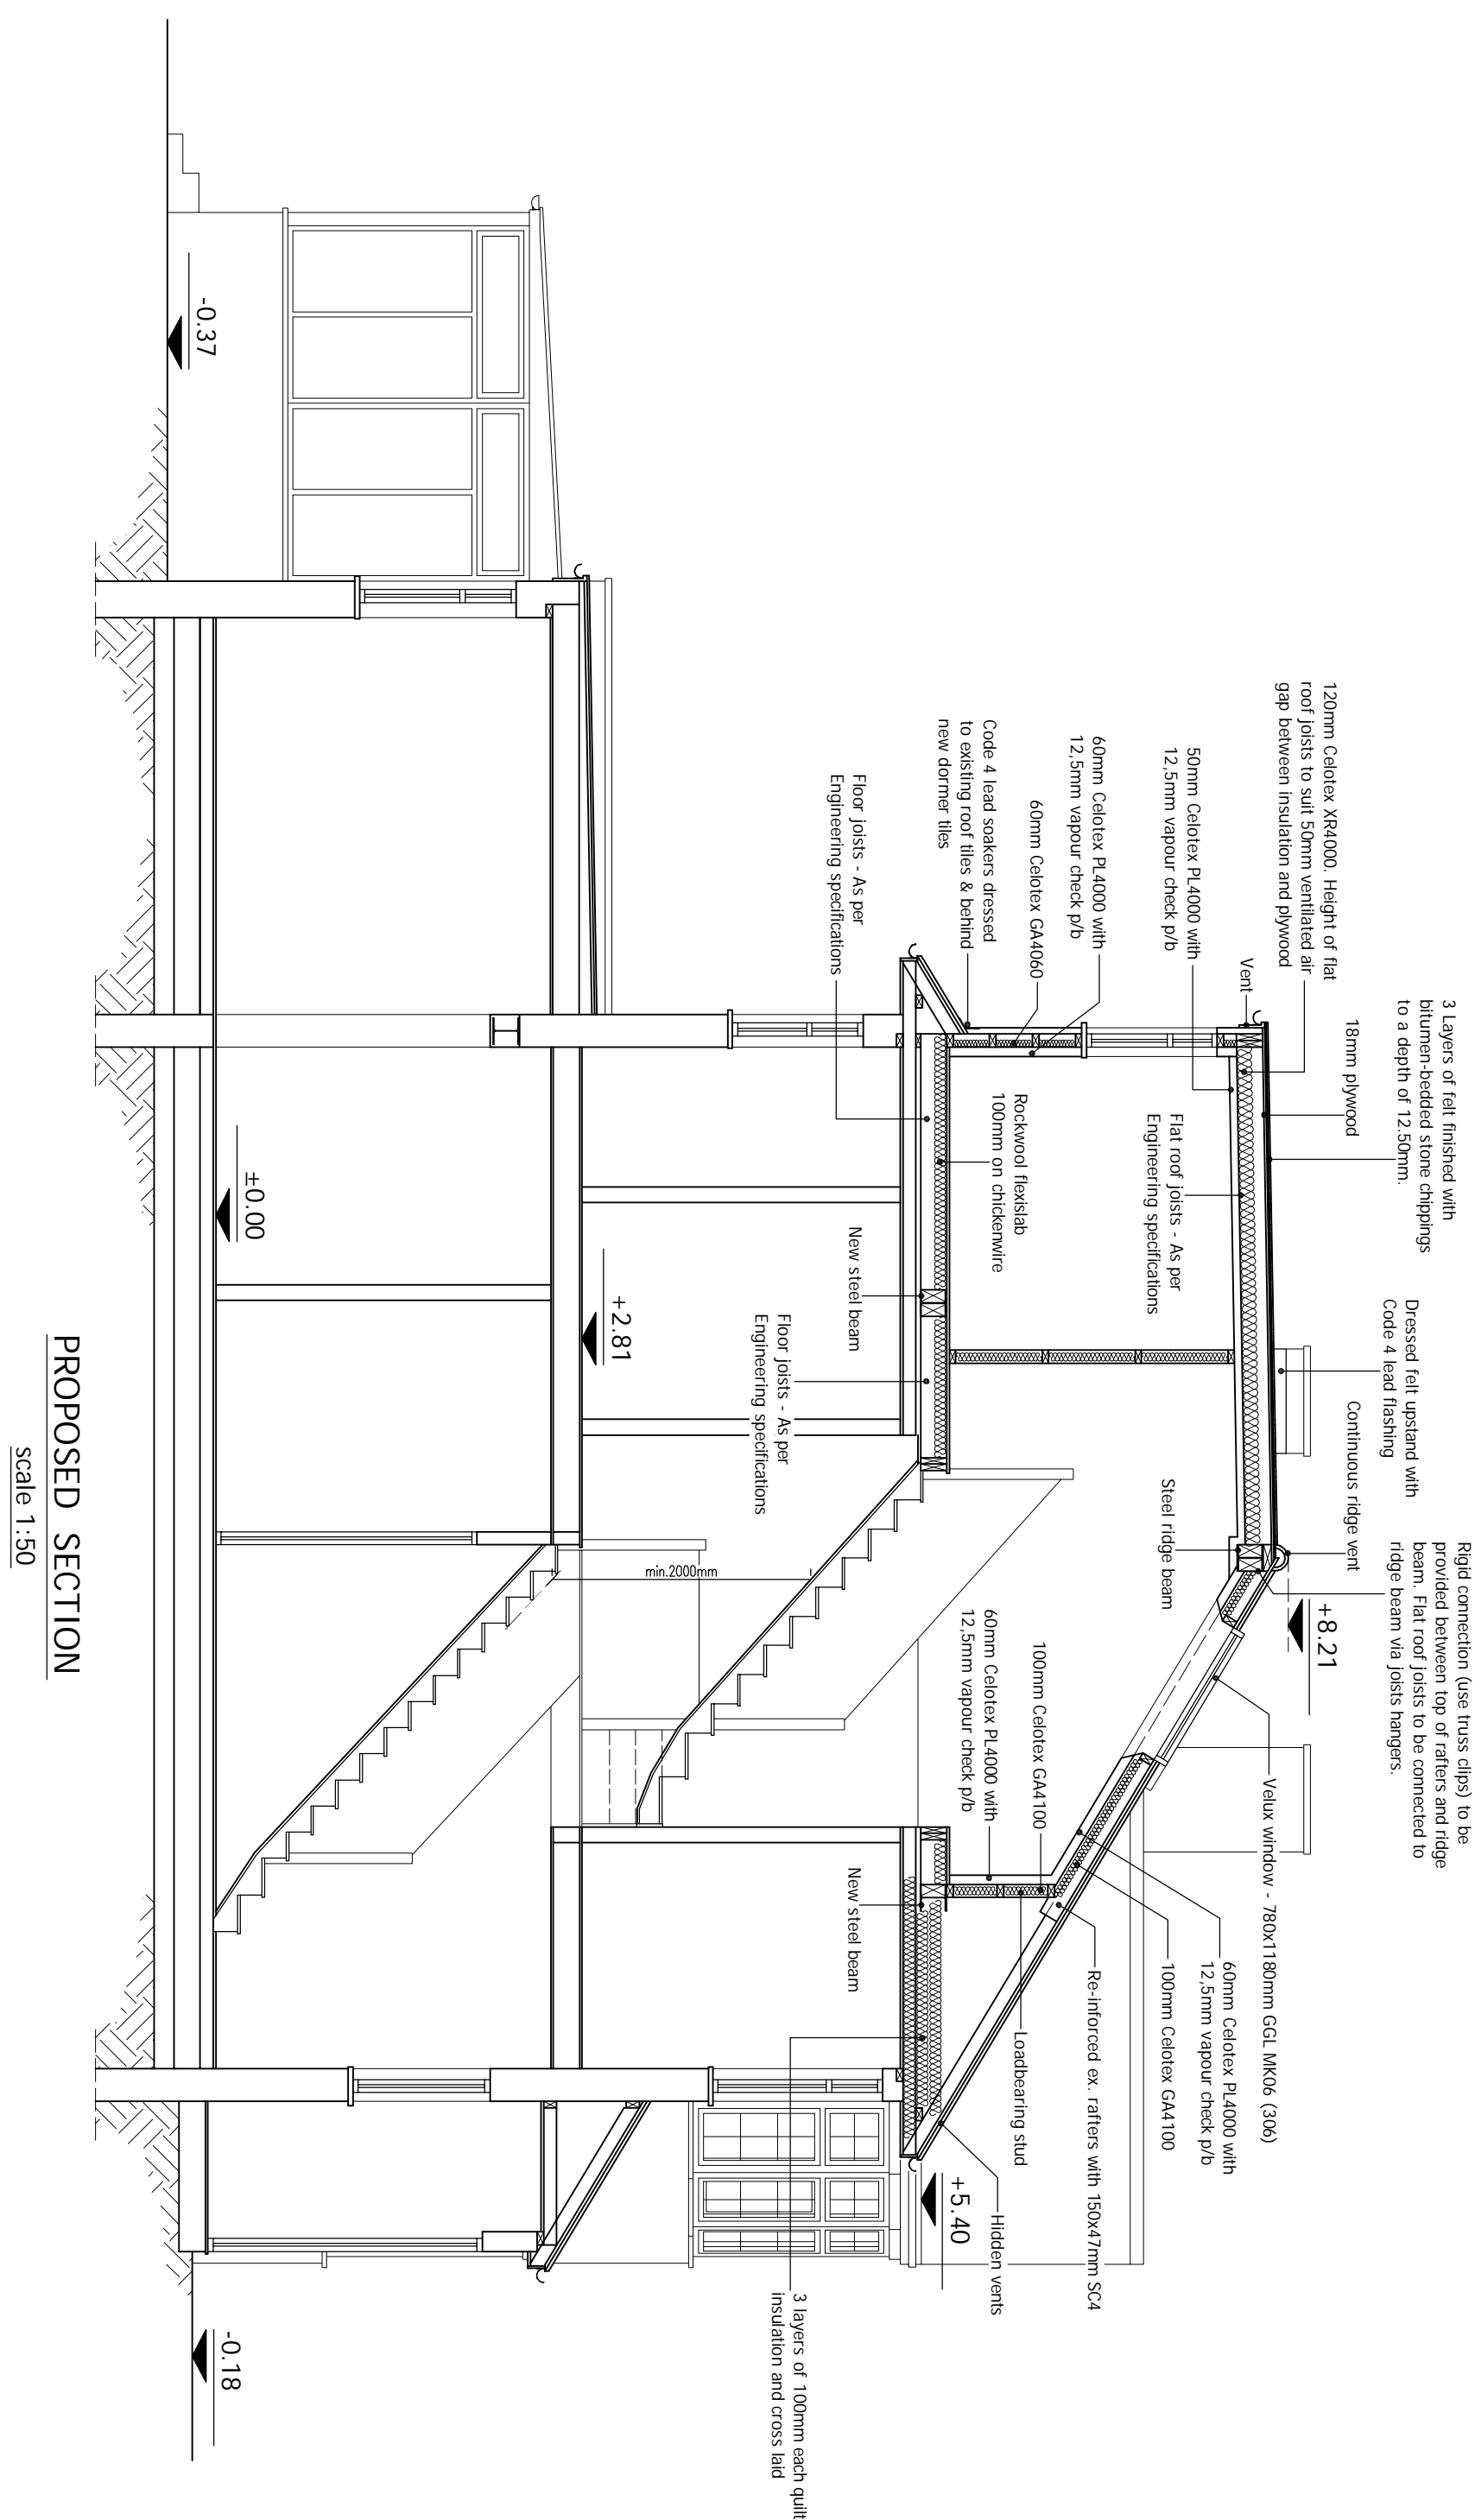 3 Layers of felt finished with
bitumen-bedded stone chippings
to a depth of 12.50mm.
18mm plywood
120mm Celotex XR4000. Height of flat
roof joists to suit 50mm ventilated air
gap between insulation and plywood
Vent
50mm Celotex PL4000 with
12,5mm vapour check p/b
60mm Celotex PL4000 with
12,5mm vapour check p/b
60mm Celotex GA4060
Code 4 lead soakers dressed
to existing roof tiles & behind
new dormer tiles
Floor joists - As per
Engineering specifications
Dressed felt upstand with
Code 4 lead flashing
Continuous ridge vent
Rigid connection (use truss clips) to be
provided between top of rafters and ridge
beam. Flat roof joists to be connected to
ridge beam via joists hangers.
+8.21
Velux window - 780x1180mm GGL MK06 (306)
60mm Celotex PL4000 with
12,5mm vapour check p/b
100mm Celotex GA4100
Re-inforced ex. rafters with 150x47mm SC4
Loadbearing stud
Hidden vents
+5.40
3 layers of 100mm each quilt
insulation and cross laid
Flat roof joists - As per
Engineering specifications
Steel ridge beam
Rockwool flexislab
100mm on chickenwire
100mm Celotex GA4100
60mm Celotex PL4000 with
12,5mm vapour check p/b
New steel beam
Floor joists - As per
Engineering specifications
New steel beam
min.2000mm
+2.81
±0.00
-0.37
-0.18
PROPOSED SECTION
scale 1:50